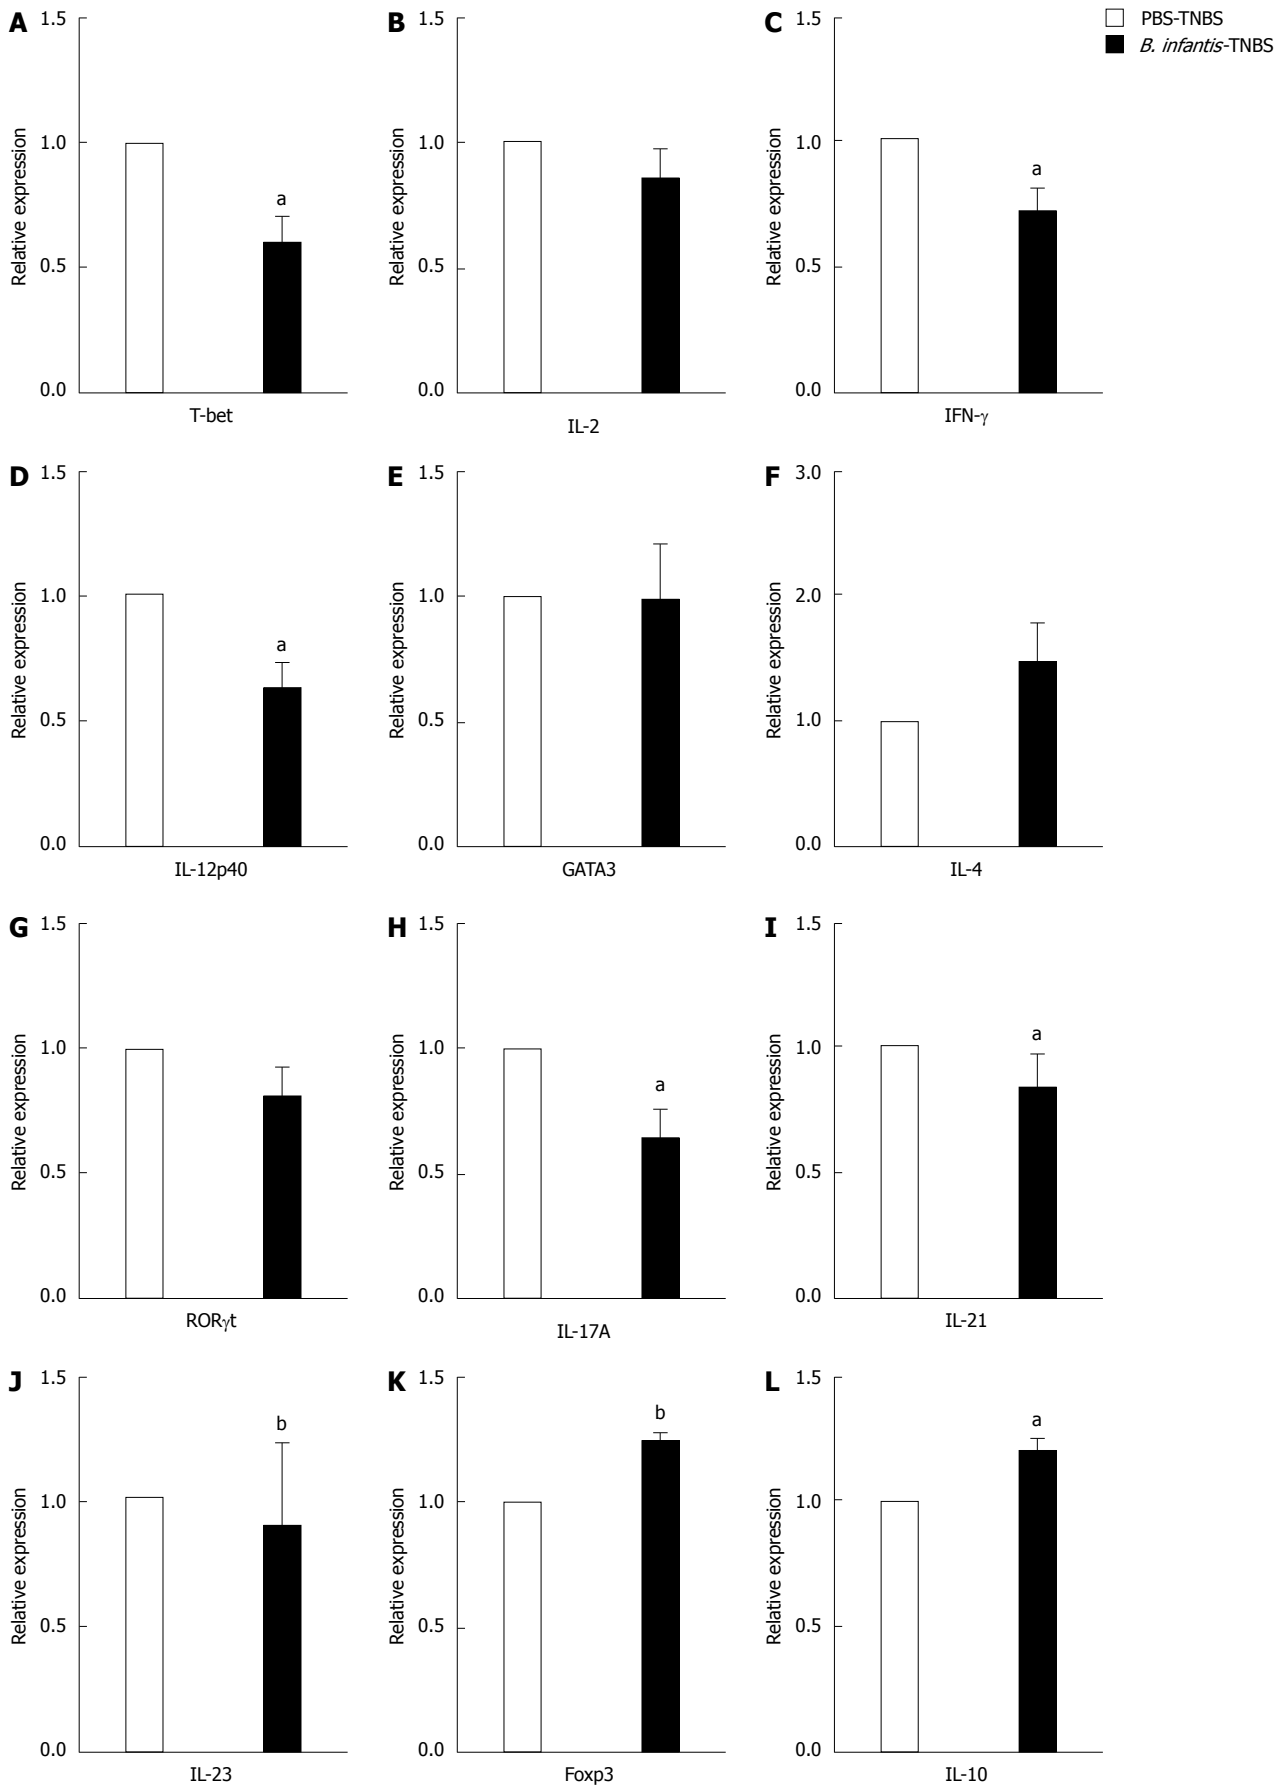 PBS-TNBS
B. infantis-TNBS
A
1.5
1.0
0.5
0.0
Relative expression
a
T-bet
B
1.5
1.0
0.5
0.0
Relative expression
IL-2
C
1.5
1.0
0.5
0.0
Relative expression
a
IFN-γ
D
1.5
1.0
0.5
0.0
Relative expression
a
IL-12p40
E
1.5
1.0
0.5
0.0
Relative expression
GATA3
F
3.0
2.0
1.0
0.0
Relative expression
IL-4
G
1.5
1.0
0.5
0.0
Relative expression
RORγt
H
1.5
1.0
0.5
0.0
Relative expression
a
IL-17A
I
1.5
1.0
0.5
0.0
Relative expression
a
IL-21
J
1.5
1.0
0.5
0.0
Relative expression
b
IL-23
K
1.5
1.0
0.5
0.0
Relative expression
b
Foxp3
L
1.5
1.0
0.5
0.0
Relative expression
a
IL-10